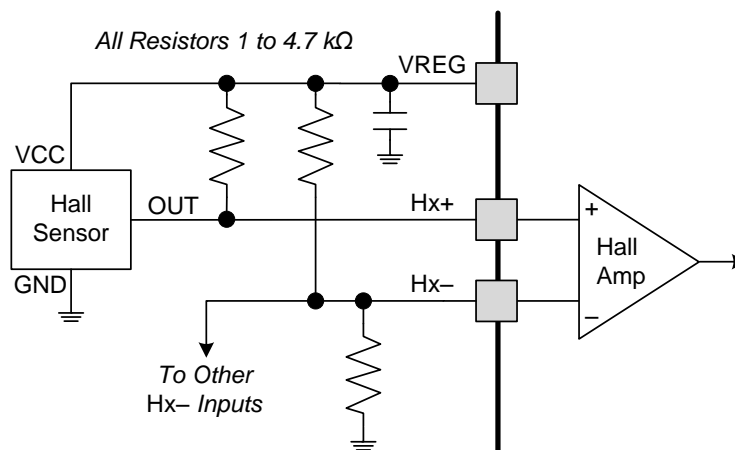 All Resistors 1 to 4.7 kΩ
VREG
VCC
Hall
Sensor
OUT
GND
Hx+
+
Hall
Amp
Hx–
–
To Other
Hx– Inputs